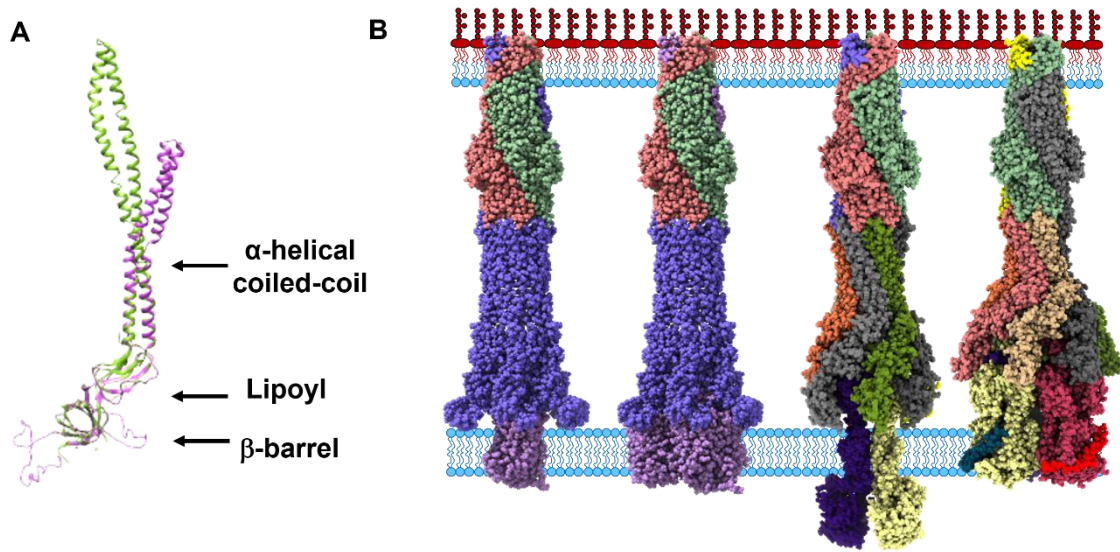 A
B
α-helical
coiled-coil
Lipoyl
β-barrel